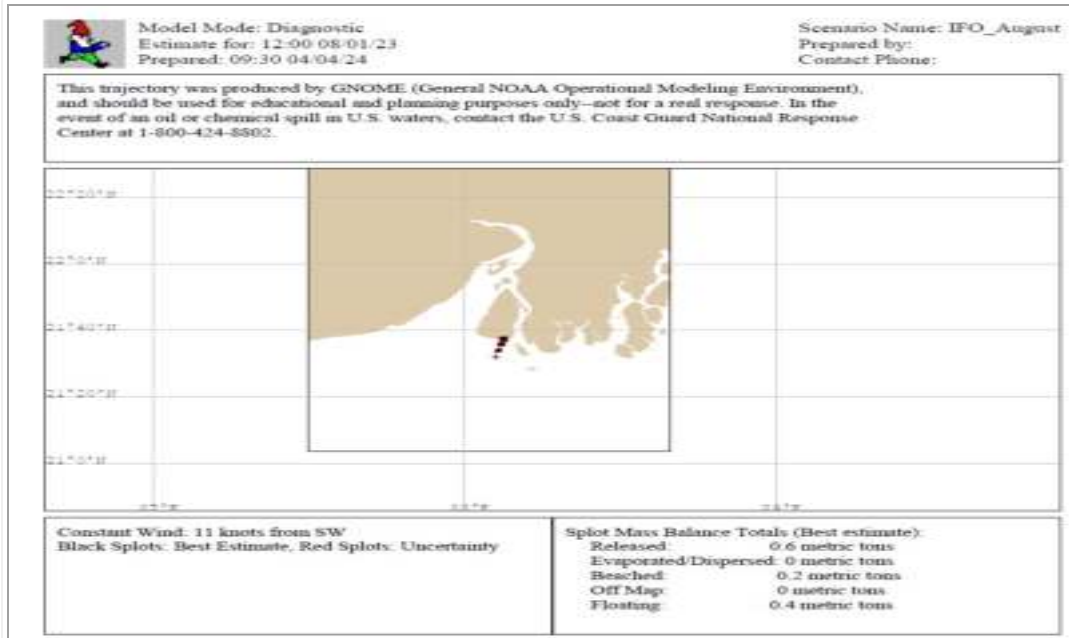 Model Mode: Diagnostic
Estimate for: 12:00 08/01/23
Prepared: 09:30 04/04/24
Scenario Name: IFO_August
Prepared by:
Contact Phone:
This trajectory was produced by GNOME (General NOAA Operational Modeling Environment),
and should be used for educational and planning purposes only--not for a real response. In the
event of an oil or chemical spill in U.S. waters, contact the U.S. Coast Guard National Response
Center at 1-800-424-8802.
Constant Wind: 11 knots from SW
Black Splots: Best Estimate, Red Splots: Uncertainty
Splot Mass Balance Totals (Best estimate):
Released: 0.6 metric tons
Evaporated/Dispersed: 0 metric tons
Beached: 0.2 metric tons
Off Map: 0 metric tons
Floating: 0.4 metric tons